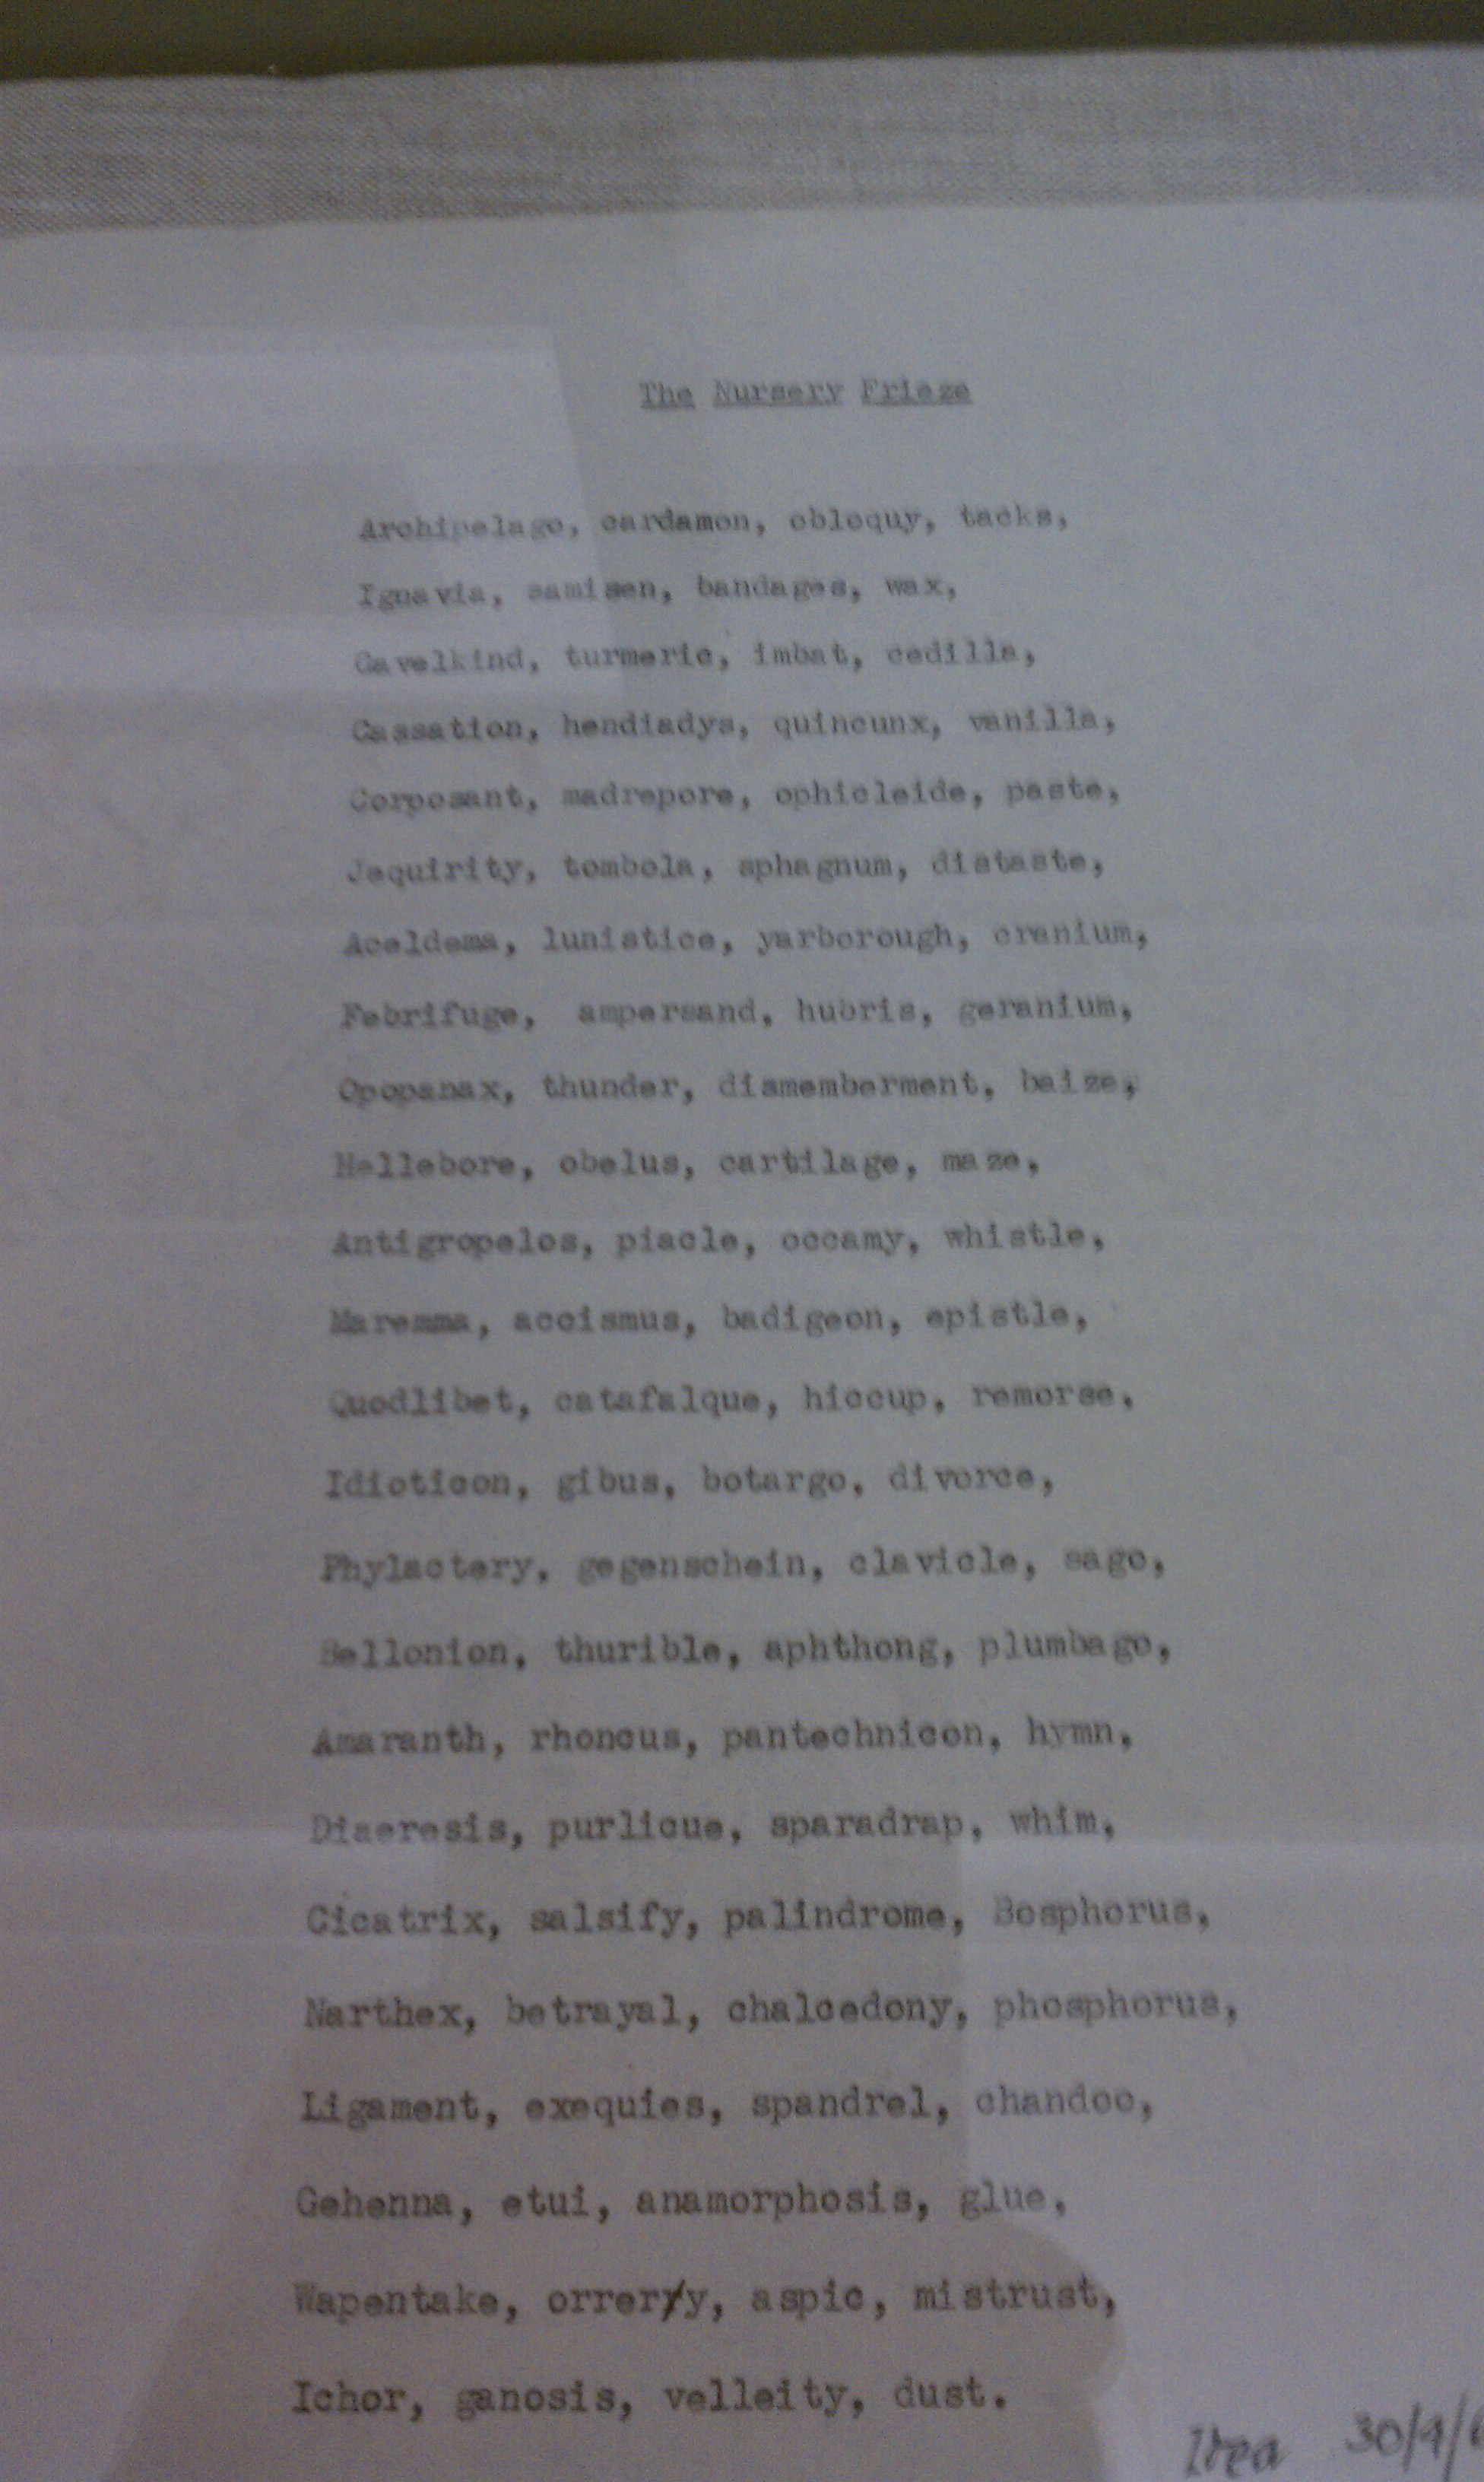 The Nursery Frieze
Archipelago, cardamon, obloquy, tacks,
Ignavia, samisen, bandages, wax,
Gavelkind, turmeric, imbat, cedilla,
Cassation, hendiadys, quincunx, vanilla,
Corposant, madrepore, ophicleide, paste,
Jequirity, tombola, sphagnum, distaste,
Aceldama, lunistice, yarborough, cranium,
Febrifuge, ampersand, hubris, geranium,
Opopanax, thunder, dismemberment, baize,
Hellebore, obelus, cartilage, maze,
Antigropelos, piacle, occamy, whistle,
Maremma, accismus, badigeon, epistle,
Quodlibet, catafalque, hiccup, remorse,
Idioticon, gibus, botargo, divorce,
Phylactery, gegenschein, clavicle, sago,
Bellonion, thurible, aphthong, plumbago,
Amaranth, rhoncus, pantechnicon, hymn,
Diaeresis, purlicue, sparadrap, whim,
Cicatrix, salsify, palindrome, Bosphorus,
Narthex, betrayal, chalcedony, phosphorus,
Ligament, exequies, spandrel, chandoo,
Gehenna, etui, anamorphosis, glue,
Wapentake, orrery, aspic, mistrust,
Ichor, ganosis, velleity, dust.
Idea 30/9/